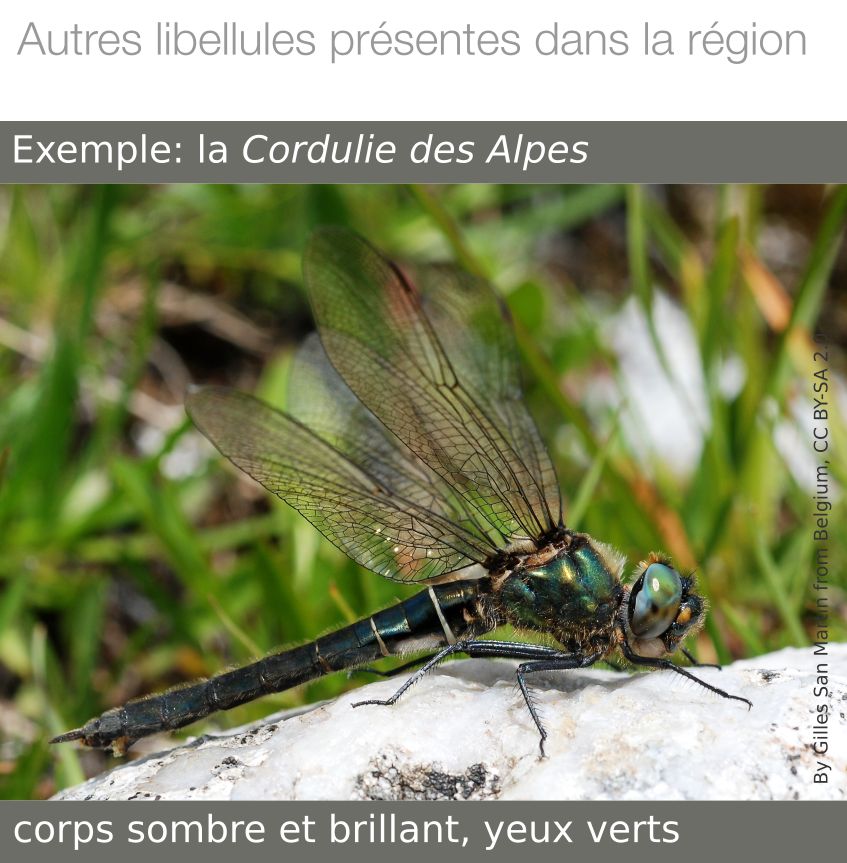 Autres libellules présentes dans la région
Exemple: la Cordulie des Alpes
By Gilles San Martin from Belgium, CC BY-SA 2.0
corps sombre et brillant, yeux verts